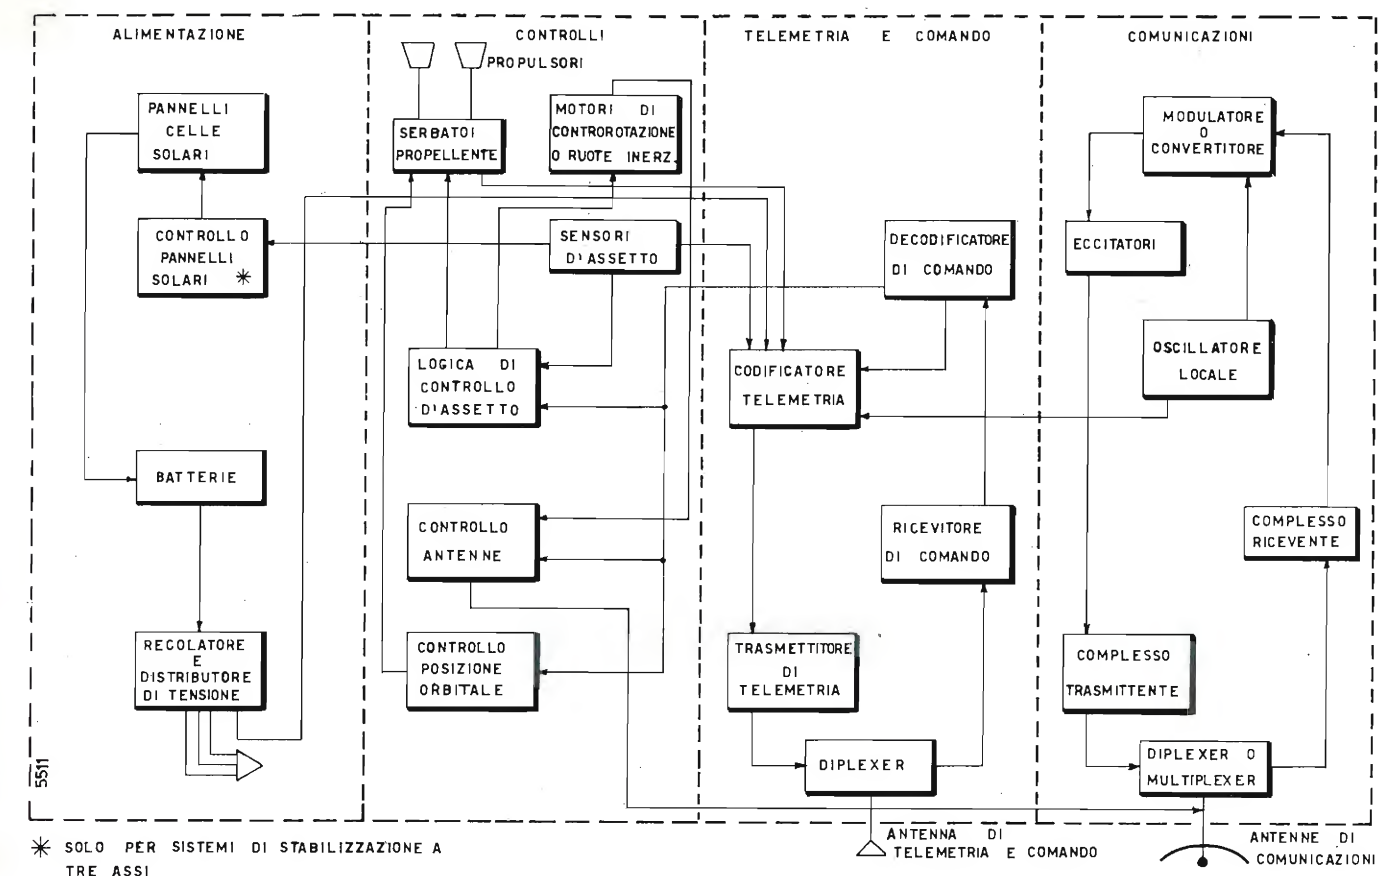 ALIMENTAZIONE
PANNELLI
CELLE
SOLARI
CONTROLLO
PANNELLI
SOLARI *
BATTERIE
REGOLATORE
E
DISTRIBUTORE
DI TENSIONE
5511
CONTROLLI
PROPULSORI
SERBATOI
PROPELLENTE
MOTORI DI
CONTROROTAZIONE
O RUOTE INERZ.
SENSORI
D'ASSETTO
LOGICA DI
CONTROLLO
D'ASSETTO
CONTROLLO
ANTENNE
CONTROLLO
POSIZIONE
ORBITALE
TELEMETRIA E COMANDO
DECODIFICATORE
DI COMANDO
CODIFICATORE
TELEMETRIA
RICEVITORE
DI COMANDO
TRASMETTITORE
DI
TELEMETRIA
DIPLEXER
ANTENNA DI
TELEMETRIA E COMANDO
COMUNICAZIONI
MODULATORE
O
CONVERTITORE
ECCITATORI
OSCILLATORE
LOCALE
COMPLESSO
RICEVENTE
COMPLESSO
TRASMITTENTE
DIPLEXER O
MULTIPLEXER
ANTENNE DI
COMUNICAZIONI
* SOLO PER SISTEMI DI STABILIZZAZIONE A
TRE ASSI